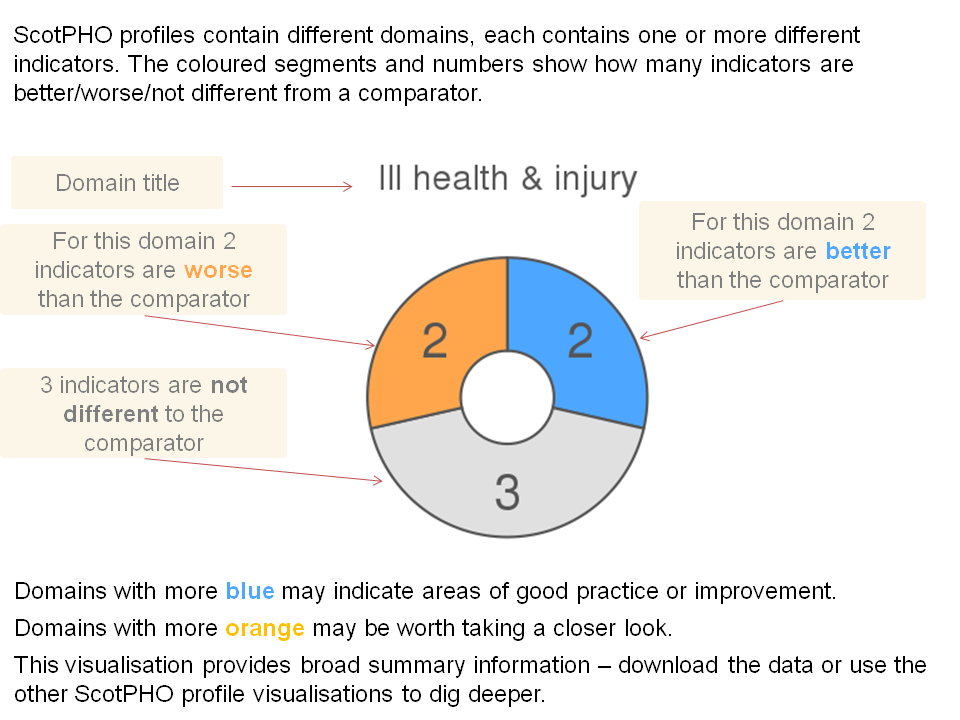 ScotPHO profiles contain different domains, each contains one or more different
indicators. The coloured segments and numbers show how many indicators are
better/worse/not different from a comparator.
Domain title
Ill health & injury
For this domain 2
indicators are worse
than the comparator
For this domain 2
indicators are better
than the comparator
2
2
3 indicators are not
different to the
comparator
3
Domains with more blue may indicate areas of good practice or improvement.
Domains with more orange may be worth taking a closer look.
This visualisation provides broad summary information – download the data or use the
other ScotPHO profile visualisations to dig deeper.